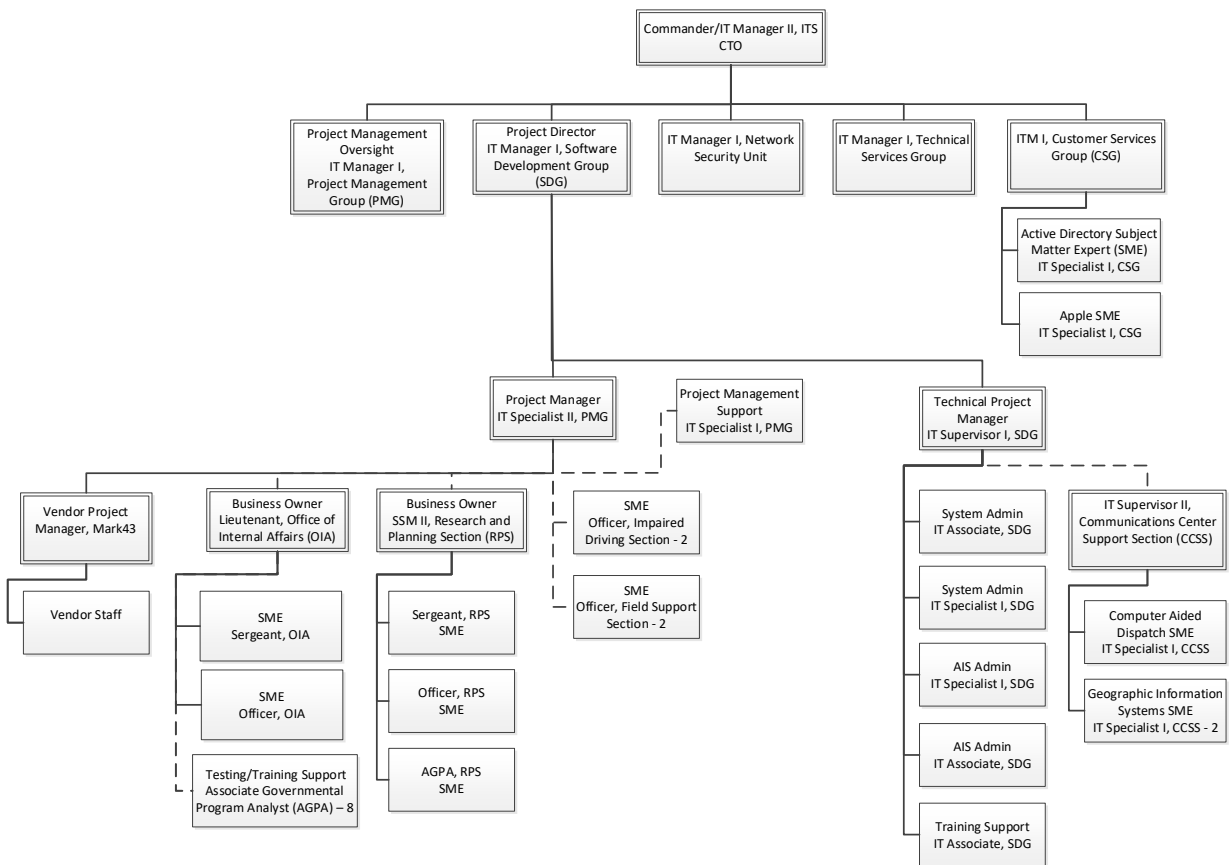 Commander/IT Manager II, ITS
CTO
Project Management
Oversight
IT Manager I,
Project Management
Group (PMG)
Project Director
IT Manager I, Software
Development Group
(SDG)
IT Manager I, Network
Security Unit
IT Manager I, Technical
Services Group
ITM I, Customer Services
Group (CSG)
Active Directory Subject
Matter Expert (SME)
IT Specialist I, CSG
Apple SME
IT Specialist I, CSG
Project Manager
IT Specialist II, PMG
Project Management
Support
IT Specialist I, PMG
Technical Project
Manager
IT Supervisor I, SDG
Vendor Project
Manager, Mark43
Vendor Staff
Business Owner
Lieutenant, Office of
Internal Affairs (OIA)
SME
Sergeant, OIA
SME
Officer, OIA
Testing/Training Support
Associate Governmental
Program Analyst (AGPA) – 8
Business Owner
SSM II, Research and
Planning Section (RPS)
Sergeant, RPS
SME
Officer, RPS
SME
AGPA, RPS
SME
SME
Officer, Impaired
Driving Section - 2
SME
Officer, Field Support
Section - 2
System Admin
IT Associate, SDG
System Admin
IT Specialist I, SDG
AIS Admin
IT Specialist I, SDG
AIS Admin
IT Associate, SDG
Training Support
IT Associate, SDG
IT Supervisor II,
Communications Center
Support Section (CCSS)
Computer Aided
Dispatch SME
IT Specialist I, CCSS
Geographic Information
Systems SME
IT Specialist I, CCSS - 2